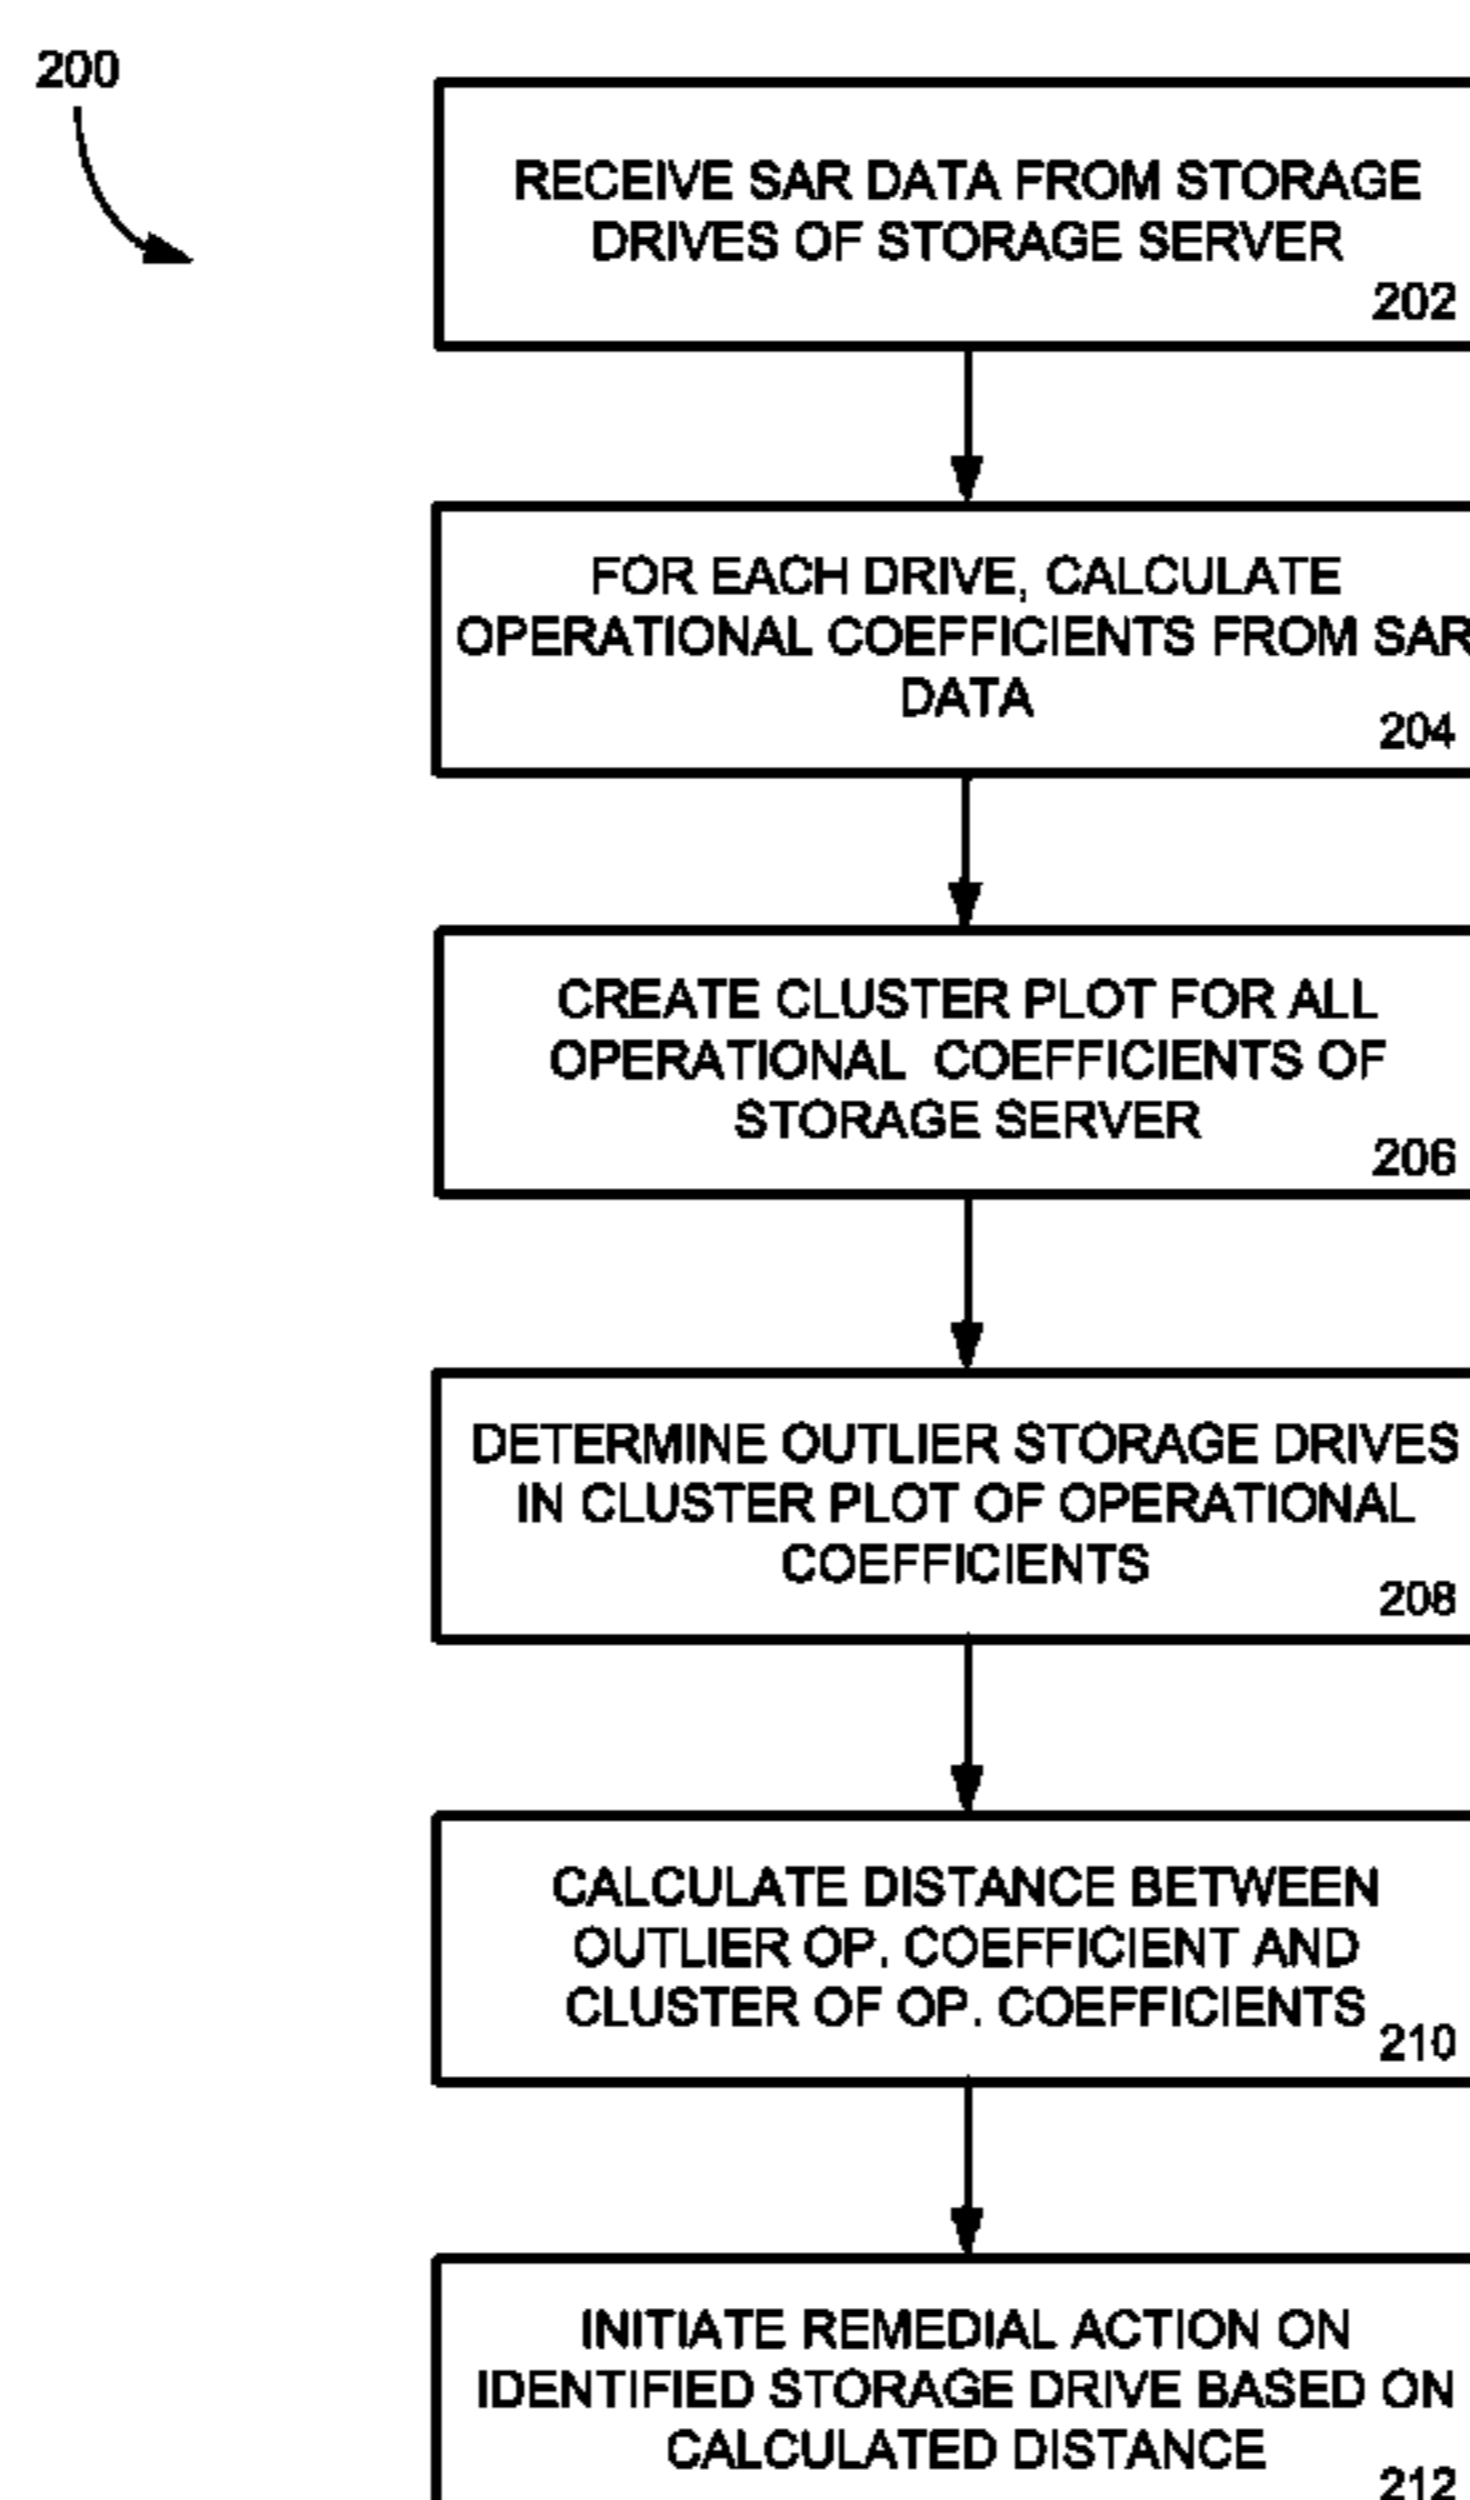 200
RECEIVE SAR DATA FROM STORAGE
DRIVES OF STORAGE SERVER
202
FOR EACH DRIVE, CALCULATE
OPERATIONAL COEFFICIENTS FROM SAR
DATA
204
CREATE CLUSTER PLOT FOR ALL
OPERATIONAL COEFFICIENTS OF
STORAGE SERVER
206
DETERMINE OUTLIER STORAGE DRIVES
IN CLUSTER PLOT OF OPERATIONAL
COEFFICIENTS
208
CALCULATE DISTANCE BETWEEN
OUTLIER OP. COEFFICIENT AND
CLUSTER OF OP. COEFFICIENTS
210
INITIATE REMEDIAL ACTION ON
IDENTIFIED STORAGE DRIVE BASED ON
CALCULATED DISTANCE
212